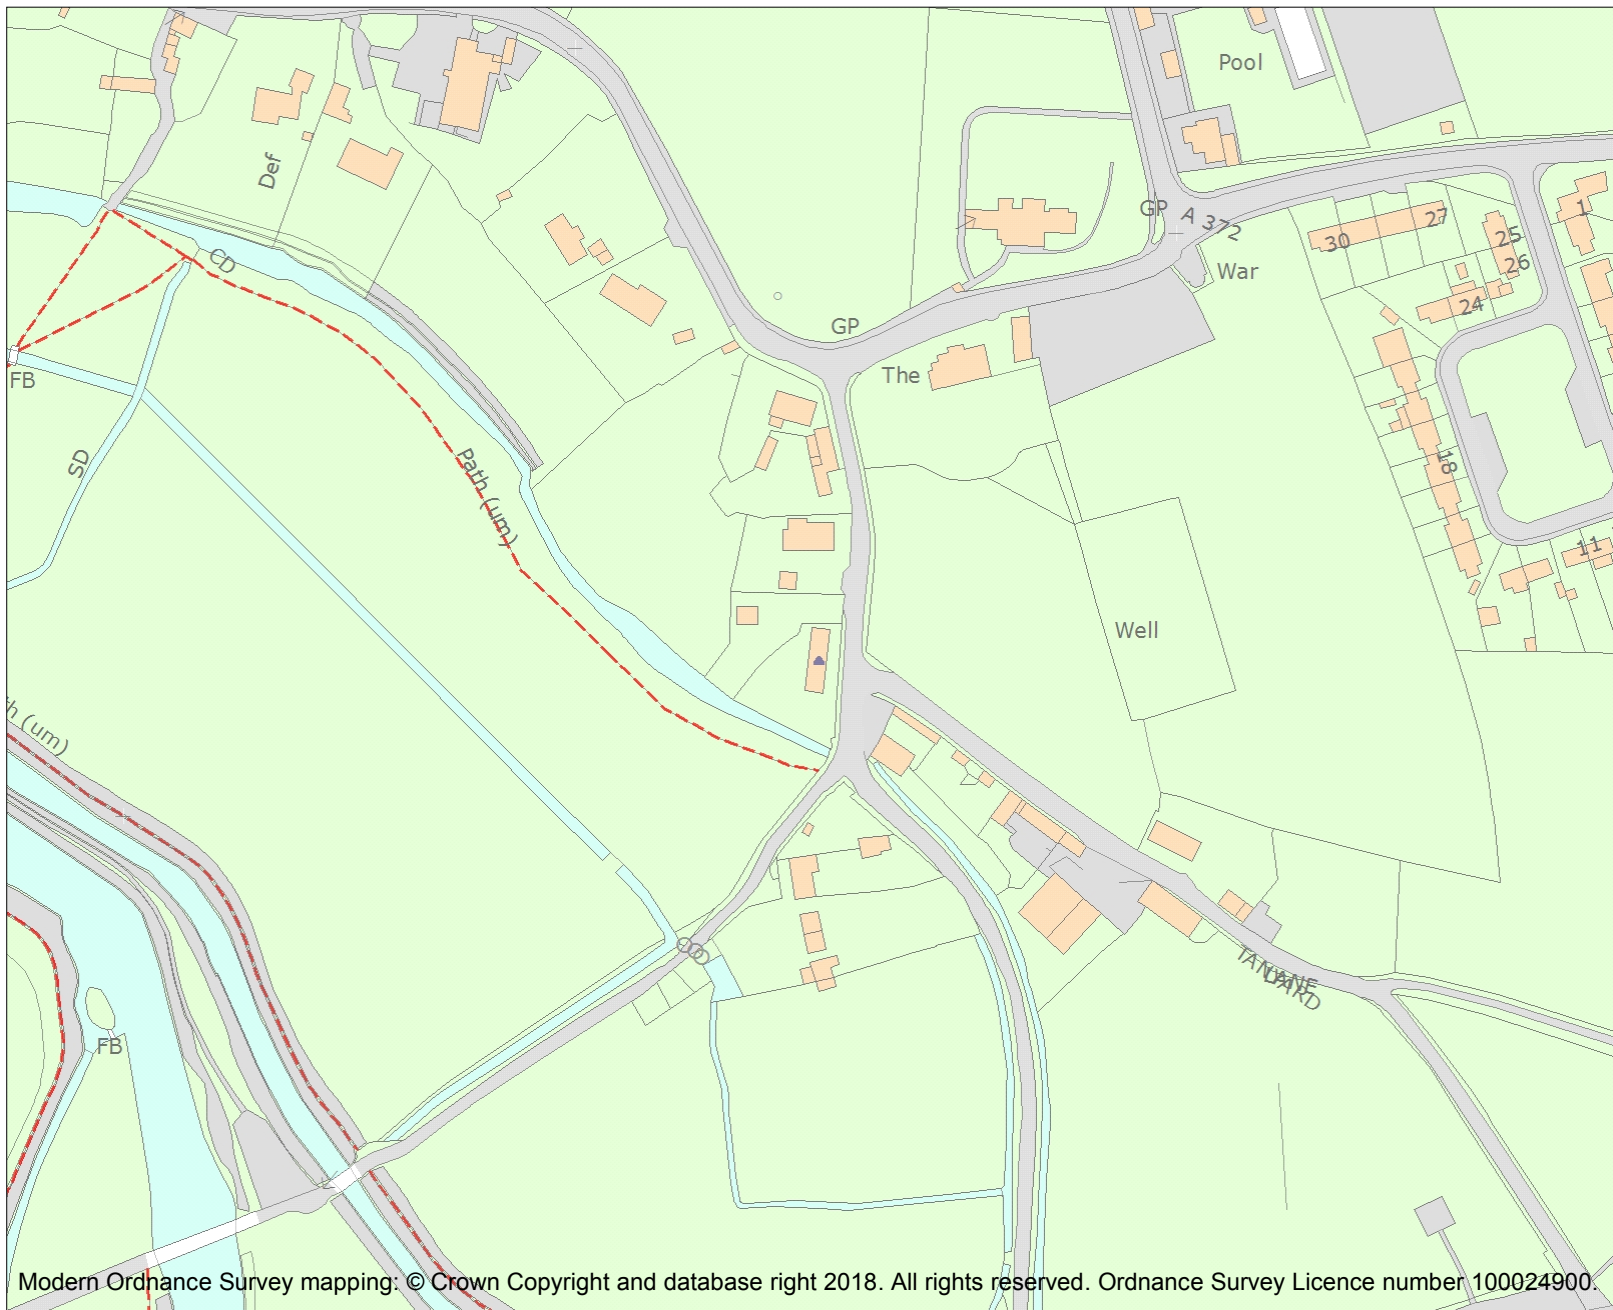 Pool
Def
GP
A 372
27
30
25
26
1
CD
War
24
GP
FB
The
SD
Path (um)
18
11
Well
th (um)
FB
Modern Ordnance Survey mapping: © Crown Copyright and database right 2018. All rights reserved. Ordnance Survey Licence number 100024900.